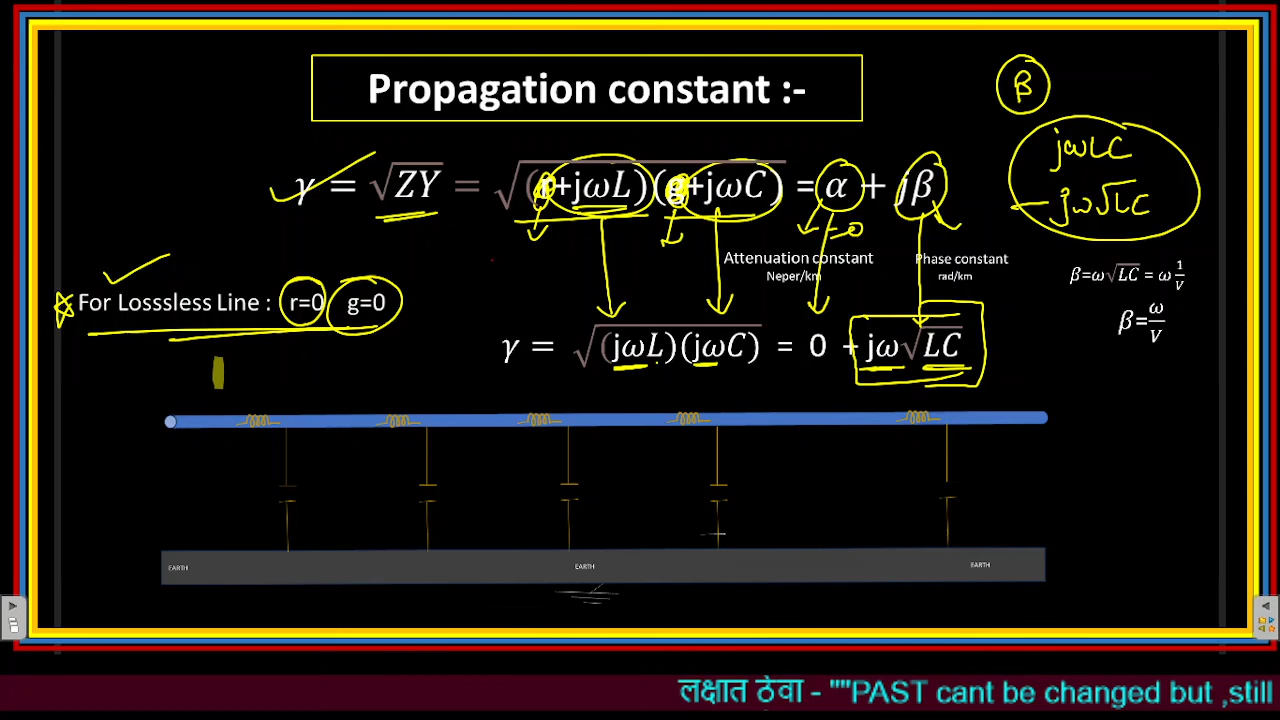 Propagation constant :-
β
jωLC
jω√LC
γ = √ZY = √(r+jωL)(g+jωC) = α + jβ
=0
Attenuation constant
Neper/km
Phase constant
rad/km
β=ω√LC = ω 1/V
β=ω/V
For Losssless Line : r=0 g=0
γ = √(jωL)(jωC) = 0 + jω√LC
EARTH
EARTH
EARTH
लक्षात ठेवा - ""PAST cant be changed but ,still